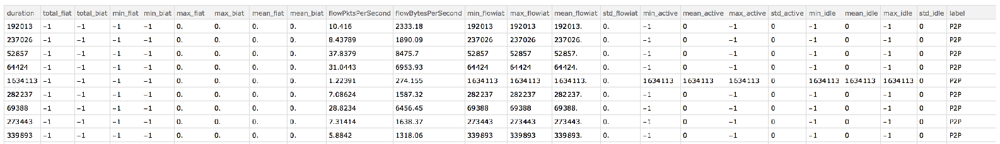 duration total_fiat total_biat min_fiat min_biat max_fiat max_biat mean_fiat mean_biat flowPktsPerSecond flowBytesPerSecond min_flowiat max_flowiat mean_flowiat std_flowiat min_active mean_active max_active std_active min_idle mean_idle max_idle std_idle label
192013 −1 −1 −1 −1 0. 0. 0. 0. 10.416 2333.18 192013 192013 192013. 0. −1 0 −1 0 −1 0 −1 0 P2P
237026 −1 −1 −1 −1 0. 0. 0. 0. 8.43789 1890.09 237026 237026 237026. 0. −1 0 −1 0 −1 0 −1 0 P2P
52857 −1 −1 −1 −1 0. 0. 0. 0. 37.8379 8475.7 52857 52857 52857. 0. −1 0 −1 0 −1 0 −1 0 P2P
64424 −1 −1 −1 −1 0. 0. 0. 0. 31.0443 6953.93 64424 64424 64424. 0. −1 0 −1 0 −1 0 −1 0 P2P
1634113 −1 −1 −1 −1 0. 0. 0. 0. 1.22391 274.155 1634113 1634113 1634113. 0. 1634113 1634113 1634113 0 1634113 1634113 1634113 0 P2P
282237 −1 −1 −1 −1 0. 0. 0. 0. 7.08624 1587.32 282237 282237 282237. 0. −1 0 −1 0 −1 0 −1 0 P2P
69388 −1 −1 −1 −1 0. 0. 0. 0. 28.8234 6456.45 69388 69388 69388. 0. −1 0 −1 0 −1 0 −1 0 P2P
273443 −1 −1 −1 −1 0. 0. 0. 0. 7.31414 1638.37 273443 273443 273443. 0. −1 0 −1 0 −1 0 −1 0 P2P
339893 −1 −1 −1 −1 0. 0. 0. 0. 5.8842 1318.06 339893 339893 339893. 0. −1 0 −1 0 −1 0 −1 0 P2P